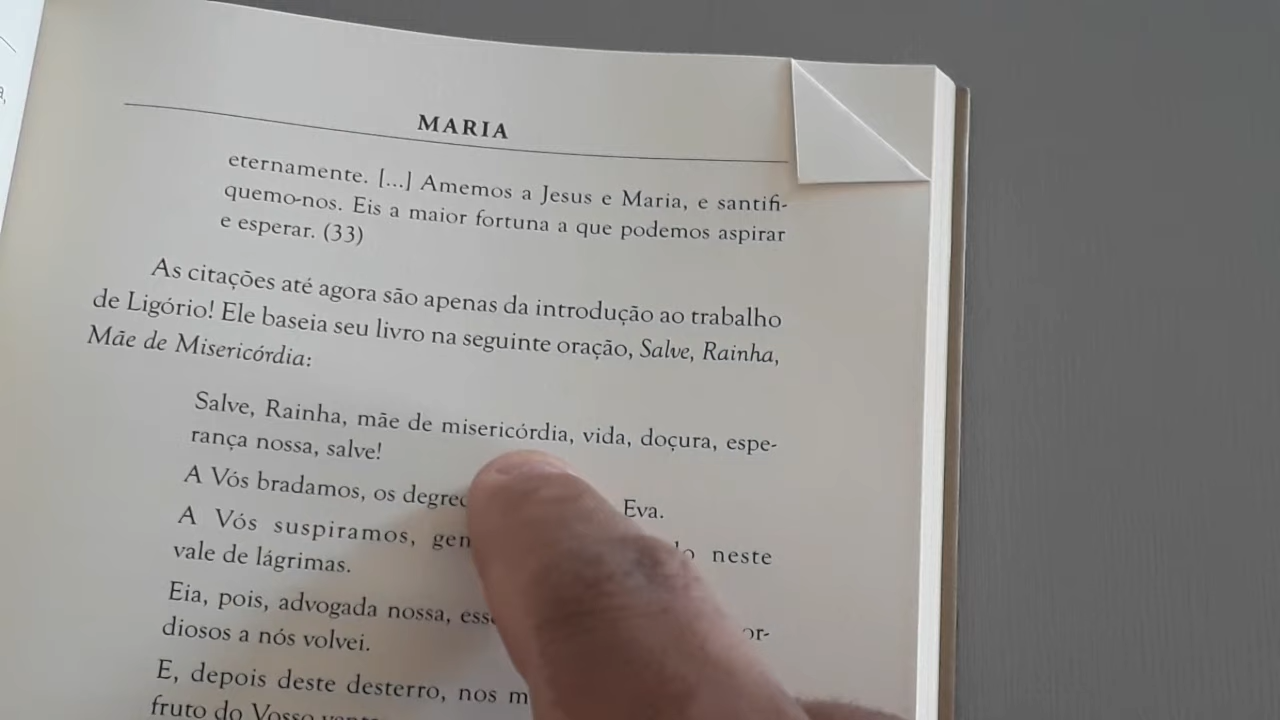 MARIA
eternamente. [...] Amemos a Jesus e Maria, e santifi-
quemo-nos. Eis a maior fortuna a que podemos aspirar
e esperar. (33)
As citações até agora são apenas da introdução ao trabalho
de Ligório! Ele baseia seu livro na seguinte oração, Salve, Rainha,
Mãe de Misericórdia:
Salve, Rainha, mãe de misericórdia, vida, doçura, espe-
rança nossa, salve!
A Vós bradamos, os Eva.
A Vós suspiramos, neste
vale de lágrimas.
Eia, pois, advogada nossa,
diosos a nós volvei.
E, depois deste desterro, nos
fruto do Vosso